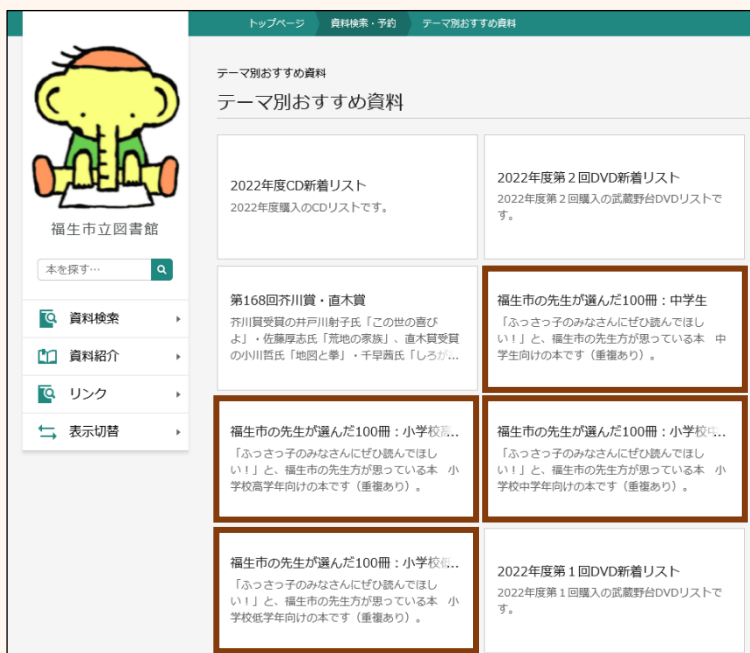 トップページ 資料検索・予約 テーマ別おすすめ資料
福生市立図書館
本を探す…
資料検索
資料紹介
リンク
表示切替
テーマ別おすすめ資料
テーマ別おすすめ資料
2022年度CD新着リスト
2022年度購入のCDリストです。
2022年度第2回DVD新着リスト
2022年度第2回購入の武蔵野台DVDリストで
す。
第168回芥川賞・直木賞
芥川賞受賞の井戸川射子氏「この世の喜び
よ」・佐藤厚志氏「荒地の家族」、直木賞受賞
の小川哲氏「地図と拳」・千早茜氏「しろが…
福生市の先生が選んだ100冊：中学生
「ふっさっ子のみなさんにぜひ読んでほし
い！」と、福生市の先生方が思っている本 中
学生向けの本です（重複あり）。
福生市の先生が選んだ100冊：小学校高…
「ふっさっ子のみなさんにぜひ読んでほし
い！」と、福生市の先生方が思っている本 小
学校高学年向けの本です（重複あり）。
福生市の先生が選んだ100冊：小学校中…
「ふっさっ子のみなさんにぜひ読んでほし
い！」と、福生市の先生方が思っている本 小
学校中学年向けの本です（重複あり）。
福生市の先生が選んだ100冊：小学校低…
「ふっさっ子のみなさんにぜひ読んでほし
い！」と、福生市の先生方が思っている本 小
学校低学年向けの本です（重複あり）。
2022年度第1回DVD新着リスト
2022年度第1回購入の武蔵野台DVDリストで
す。